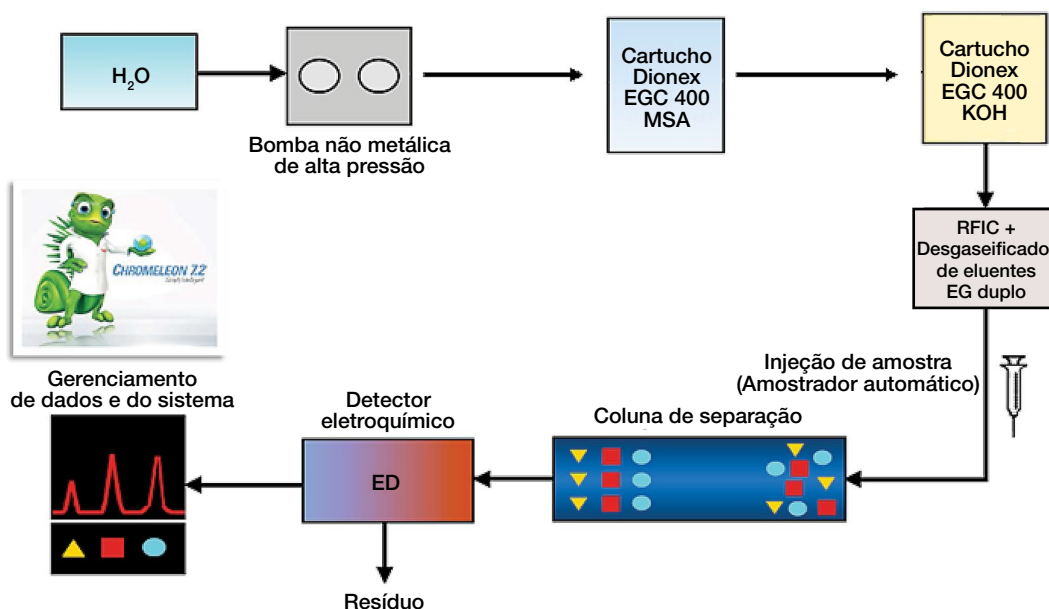 H₂O
Bomba não metálica
de alta pressão
Cartucho
Dionex
EGC 400
MSA
Cartucho
Dionex
EGC 400
KOH
RFIC +
Desgaseificado
de eluentes
EG duplo
Injeção de amostra
(Amostrador automático)
Coluna de separação
Detector
eletroquímico
ED
Resíduo
CHROMELEON 7.2
Gerenciamento
de dados e do sistema